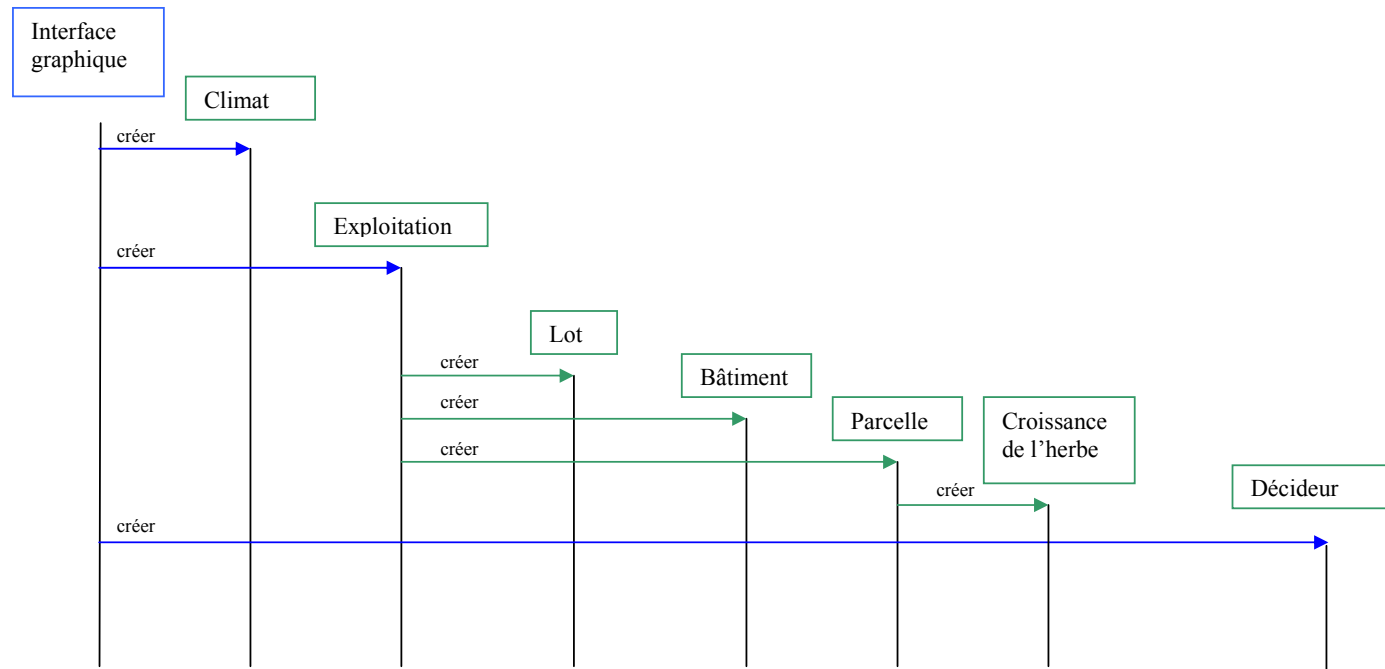 Interface
graphique
Climat
créer
Exploitation
créer
Lot
créer
Bâtiment
créer
Parcelle
créer
Croissance
de l’herbe
créer
Décideur
créer